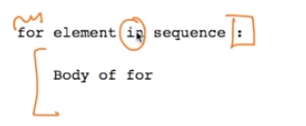 for element in sequence :
Body of for